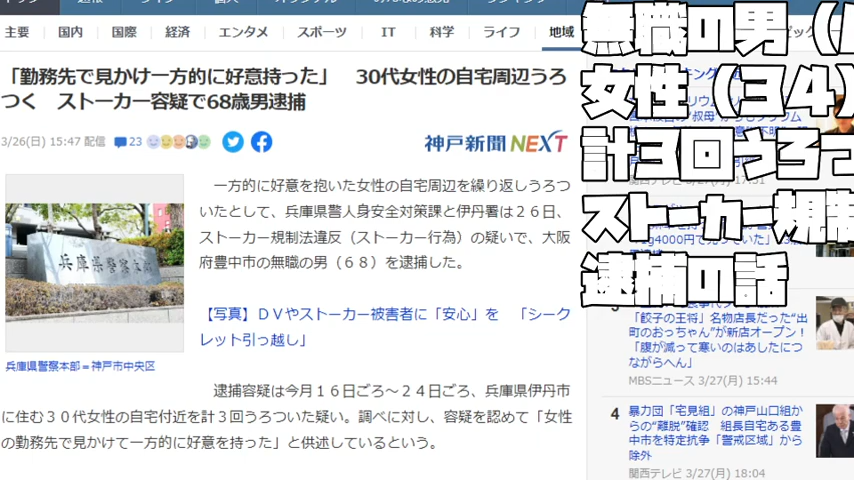 主要 国内 国際 経済 エンタメ スポーツ IT 科学 ライフ 地域
「勤務先で見かけ一方的に好意持った」 30代女性の自宅周辺うろ
つく ストーカー容疑で68歳男逮捕
3/26(日) 15:47 配信 23
神戸新聞NEXT
一方的に好意を抱いた女性の自宅周辺を繰り返しうろつ
いたとして、兵庫県警人身安全対策課と伊丹署は２６日、
ストーカー規制法違反（ストーカー行為）の疑いで、大阪
府豊中市の無職の男（６８）を逮捕した。
【写真】ＤＶやストーカー被害者に「安心」を 「シーク
レット引っ越し」
兵庫県警察本部
兵庫県警察本部＝神戸市中央区
逮捕容疑は今月１６日ごろ～２４日ごろ、兵庫県伊丹市
に住む３０代女性の自宅付近を計３回うろついた疑い。調べに対し、容疑を認めて「女性
の勤務先で見かけて一方的に好意を持った」と供述しているという。
無職の男（
女性（３４）
計３回うろつ
ストーカー規制
逮捕の話
「餃子の王将」名物店長だった“出
町のおっちゃん”が新店オープン！
「腹が減って寒いのはあしたにつ
ながらへん」
MBSニュース 3/27(月) 15:44
4
暴力団「宅見組」の神戸山口組か
らの“離脱”確認 組長自宅ある豊
中市を特定抗争「警戒区域」から
除外
関西テレビ 3/27(月) 18:04